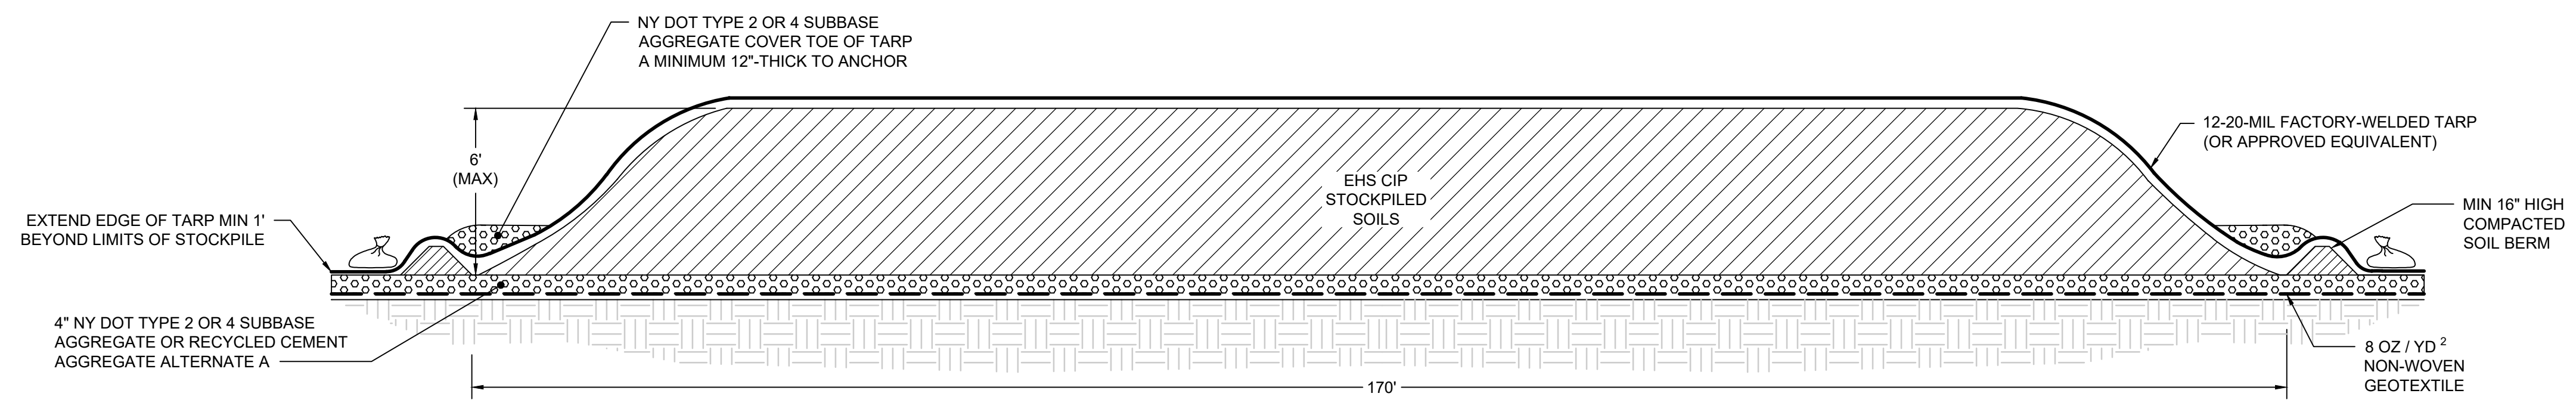 NY DOT TYPE 2 OR 4 SUBBASE
AGGREGATE COVER TOE OF TARP
A MINIMUM 12"-THICK TO ANCHOR
12-20-MIL FACTORY-WELDED TARP
(OR APPROVED EQUIVALENT)
6'
(MAX)
EHS CIP
STOCKPILED
SOILS
EXTEND EDGE OF TARP MIN 1'
BEYOND LIMITS OF STOCKPILE
MIN 16" HIGH
COMPACTED
SOIL BERM
4" NY DOT TYPE 2 OR 4 SUBBASE
AGGREGATE OR RECYCLED CEMENT
AGGREGATE ALTERNATE A
8 OZ / YD 2
NON-WOVEN
GEOTEXTILE
170'